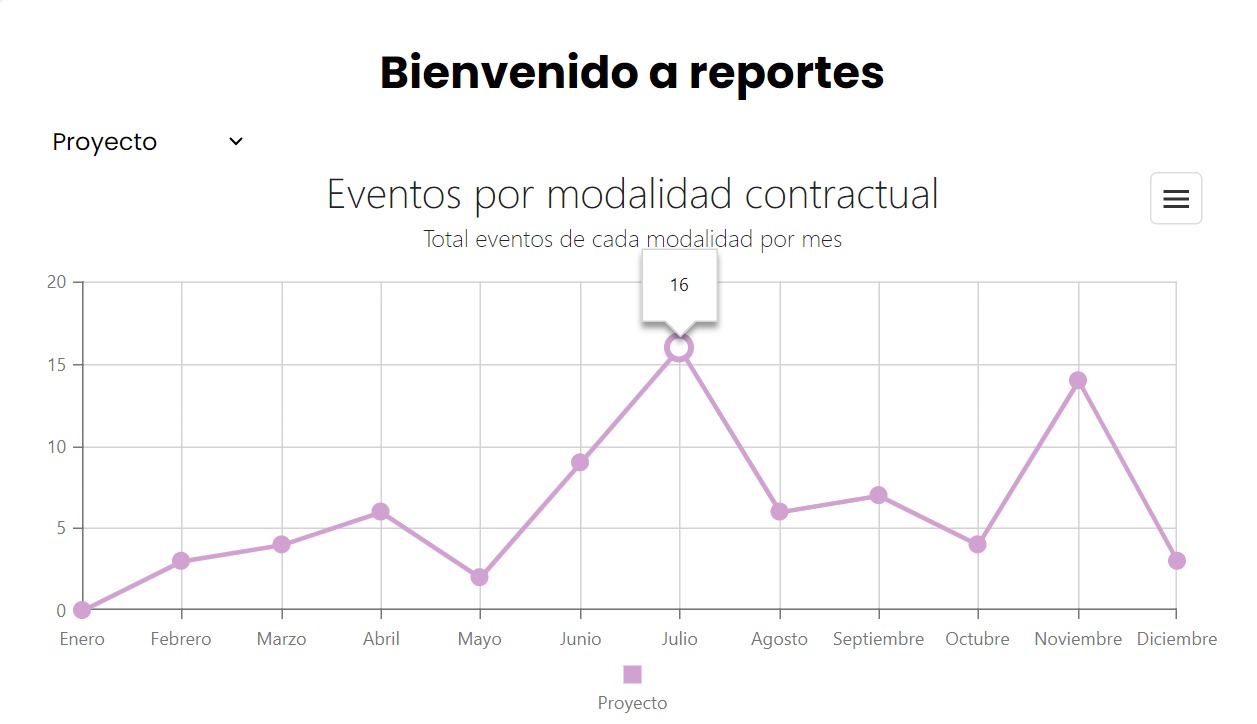 Bienvenido a reportes
Proyecto
Eventos por modalidad contractual
Total eventos de cada modalidad por mes
16
20
15
10
5
0
Enero Febrero Marzo Abril Mayo Junio Julio Agosto Septiembre Octubre Noviembre Diciembre
Proyecto